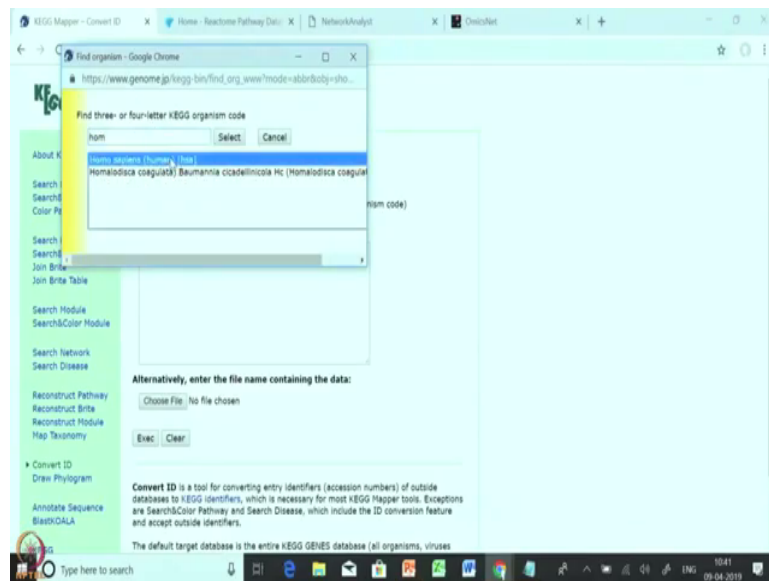 KEGG Mapper - Convert ID
Home - Reactome Pathway Data
NetworkAnalyst
OmicsNet
Find organism - Google Chrome
https://www.genome.jp/kegg-bin/find_org_www?mode=abbr&obj=sho...
Find three- or four-letter KEGG organism code
hom
Select
Cancel
Homo sapiens (human) [hsa]
Homalodisca coagulata) Baumannia cicadellinicola Hc (Homalodisca coagulat
nism code)
About K
Search
Color Pa
Search
Join Brite
Join Brite Table
Search Module
Search&Color Module
Search Network
Search Disease
Reconstruct Pathway
Reconstruct Brite
Reconstruct Module
Map Taxonomy
Convert ID
Draw Phylogram
Annotate Sequence
BlastKOALA
Alternatively, enter the file name containing the data:
Choose File No file chosen
Exec Clear
Convert ID is a tool for converting entry identifiers (accession numbers) of outside
databases to KEGG identifiers, which is necessary for most KEGG Mapper tools. Exceptions
are Search&Color Pathway and Search Disease, which include the ID conversion feature
and accept outside identifiers.
The default target database is the entire KEGG GENES database (all organisms, viruses
NPTEL
Type here to search
ENG
10:41
09-04-2019